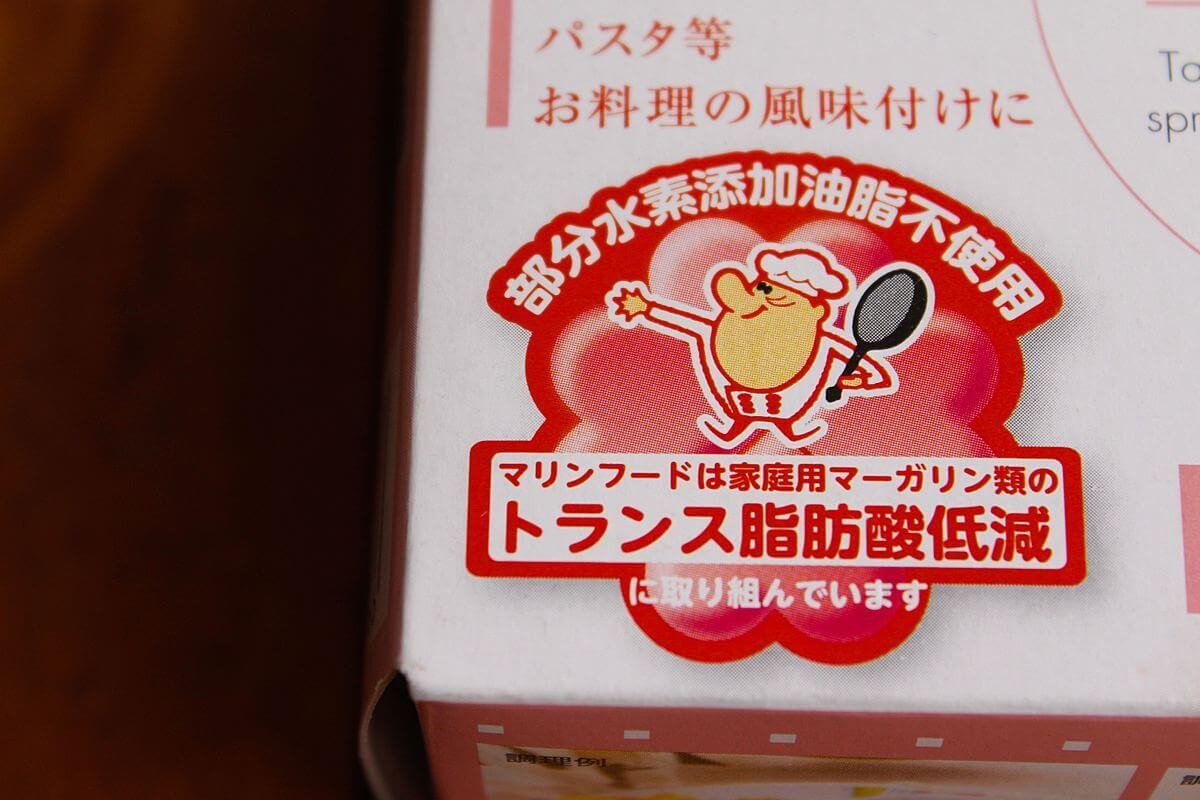 パスタ等
お料理の風味付けに
部分水素添加油脂不使用
マリンフードは家庭用マーガリン類の
トランス脂肪酸低減
に取り組んでいます
調理例